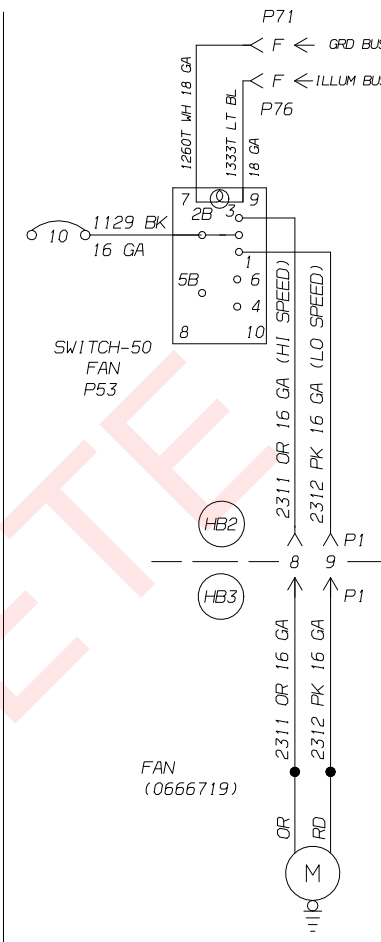 P71
F GRD BUS
F ILLUM BUS
P76
1260T WH 18 GA
1333T LT BL
18 GA
7 9
2B 3
1129 BK
10
16 GA
1
5B 6
4
8 10
SWITCH-50
FAN
P53
2311 OR 16 GA (HI SPEED)
2312 PK 16 GA (LO SPEED)
HB2
P1
8 9
HB3
P1
2311 OR 16 GA
2312 PK 16 GA
FAN
(0666719)
OR
RD
M
ETE